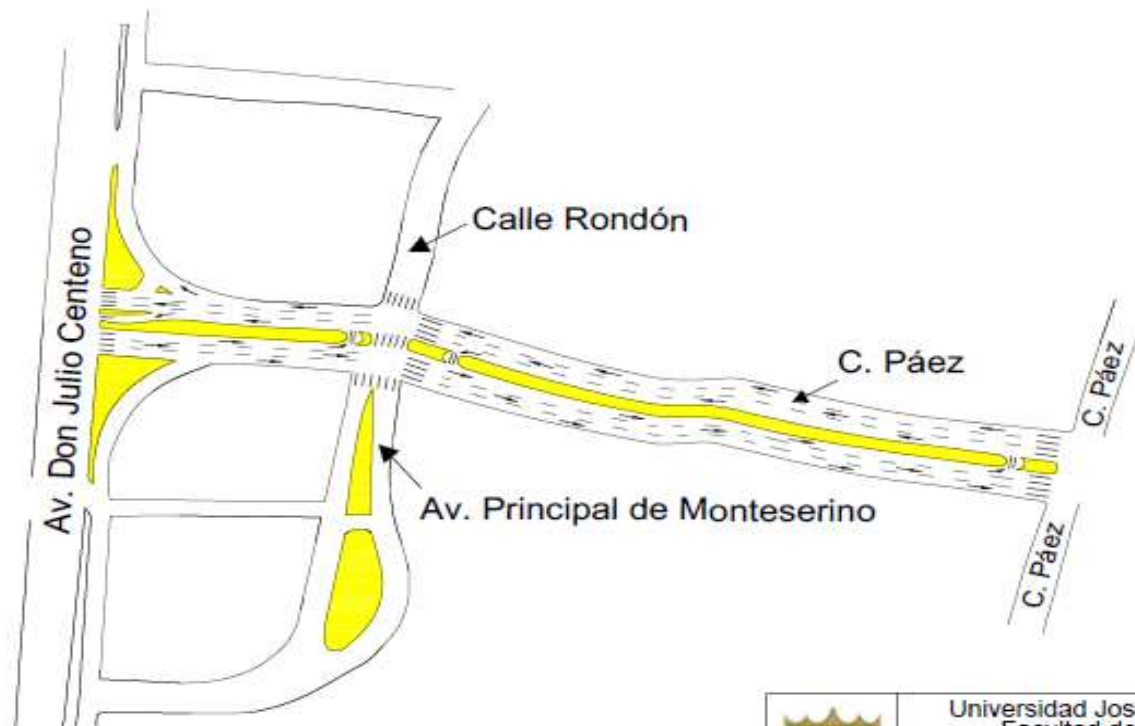 Calle Rondón
Av. Don Julio Centeno
C. Páez
C. Páez
Av. Principal de Monteserino
C. Páez
Universidad Jos